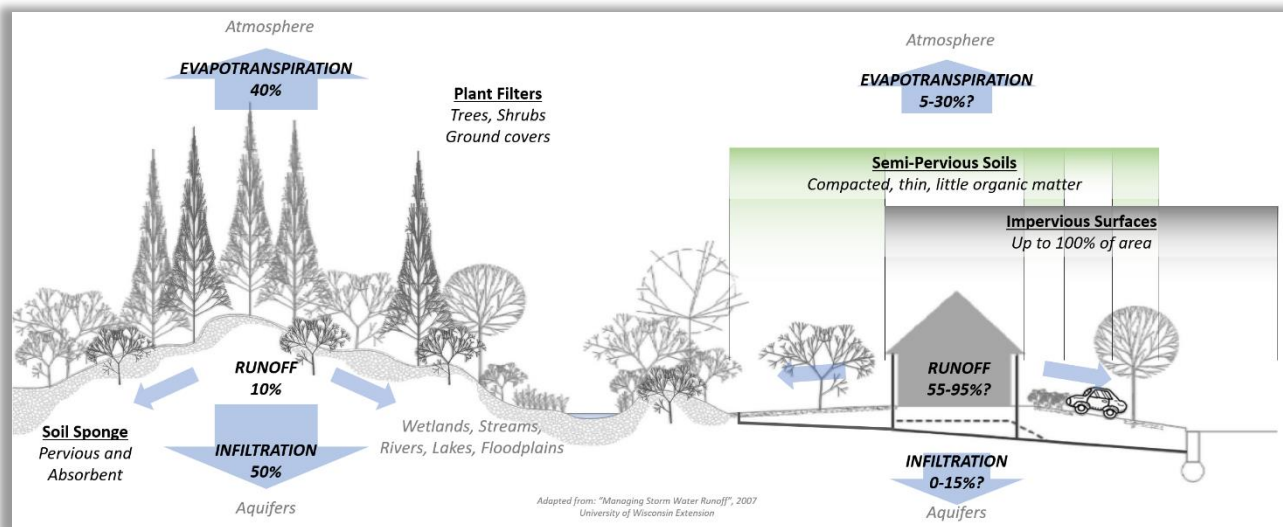 Atmosphere
EVAPOTRANSPIRATION
40%
Plant Filters
Trees, Shrubs
Ground covers
RUNOFF
10%
Soil Sponge
Pervious and
Absorbent
INFILTRATION
50%
Aquifers
Wetlands, Streams,
Rivers, Lakes, Floodplains
Adapted from: "Managing Storm Water Runoff", 2007
University of Wisconsin Extension
Atmosphere
EVAPOTRANSPIRATION
5-30%?
Semi-Pervious Soils
Compacted, thin, little organic matter
Impervious Surfaces
Up to 100% of area
RUNOFF
55-95%?
INFILTRATION
0-15%?
Aquifers